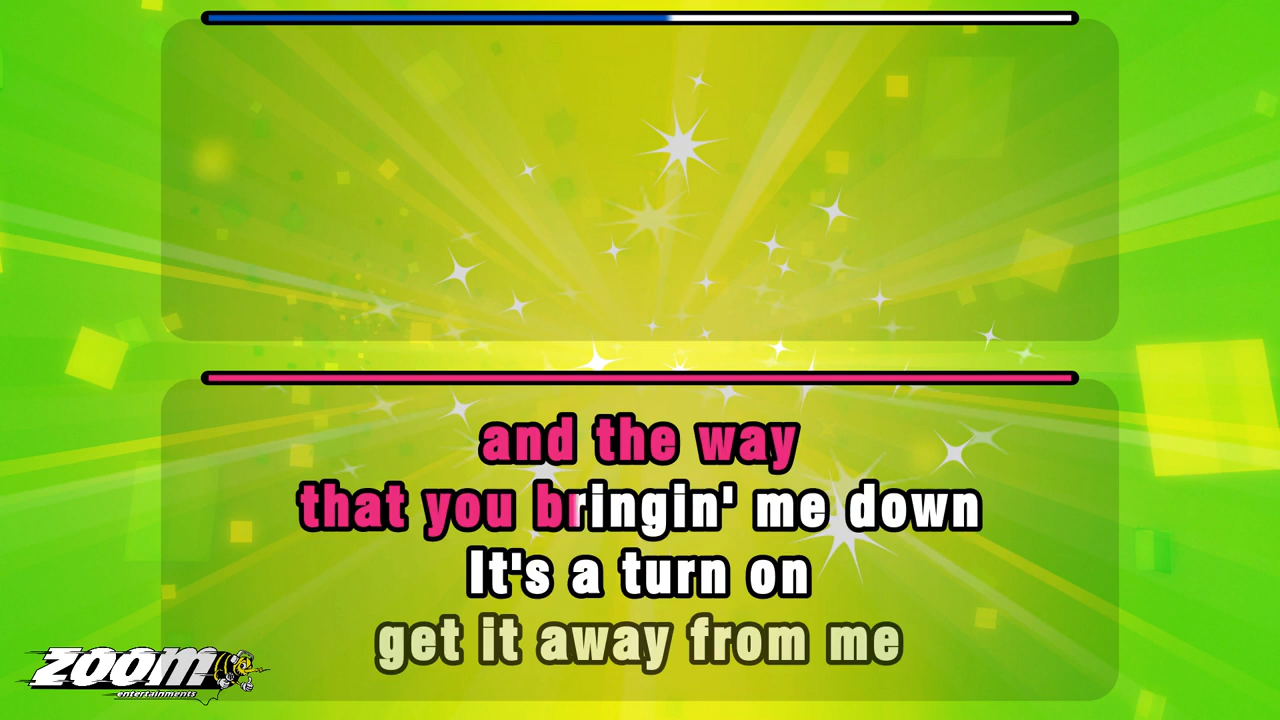 and the way
that you bringin' me down
It's a turn on
get it away from me
ZOOM
entertainments